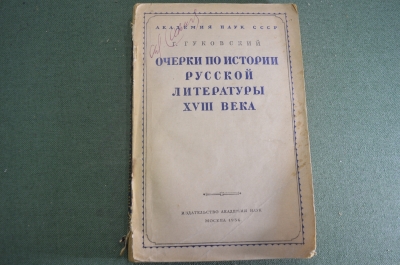 АКАДЕМИЯ НАУК СССР
ГУКОВСКИЙ
ОЧЕРКИ ПО ИСТОРИИ
РУССКОЙ
ЛИТЕРАТУРЫ
XVIII ВЕКА
ИЗДАТЕЛЬСТВО АКАДЕМИИ НАУК
МОСКВА